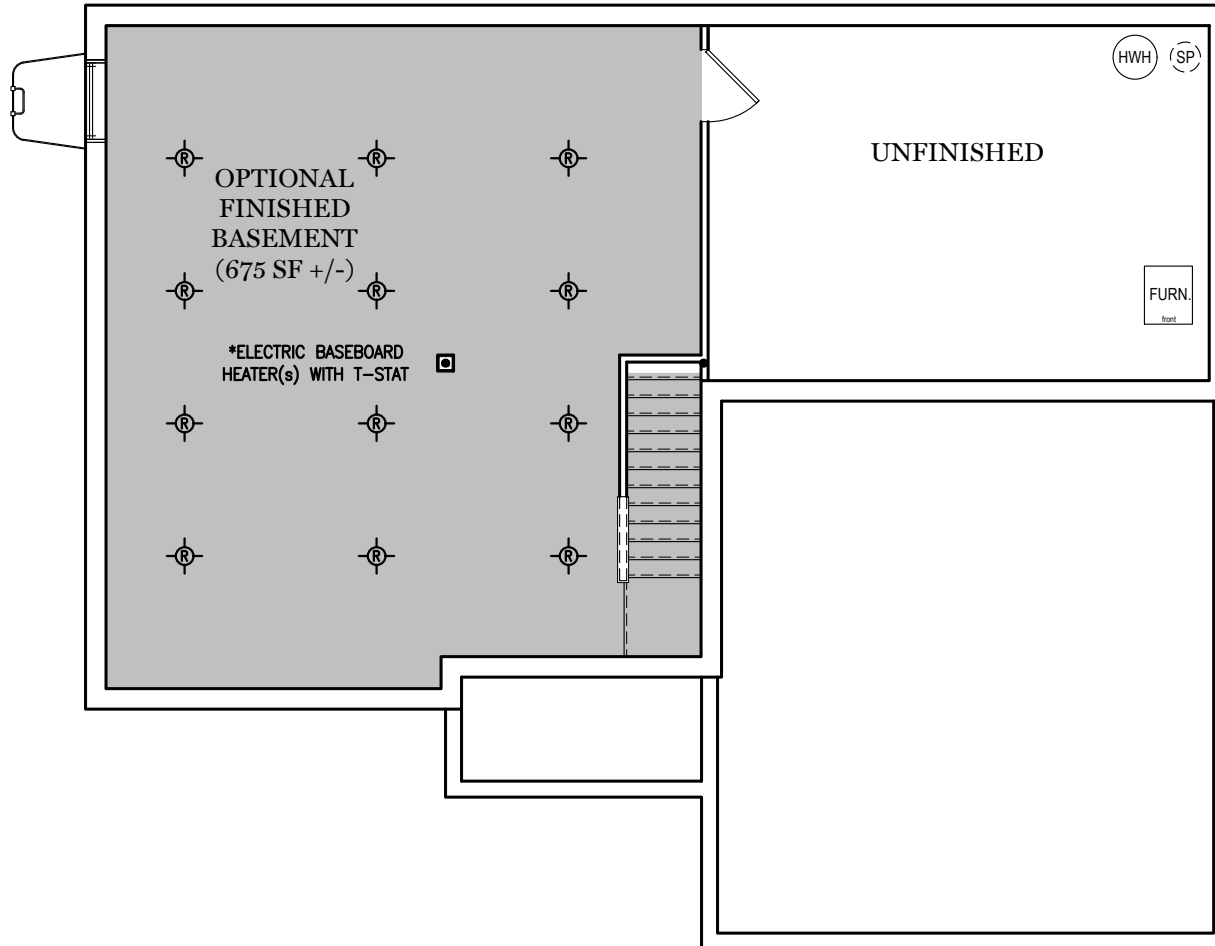 HWH
SP
UNFINISHED
R
R
R
OPTIONAL
FINISHED
BASEMENT
(675 SF +/-)
R
R
R
FURN.
front
*ELECTRIC BASEBOARD
HEATER(s) WITH T-STAT
R
R
R
R
R
R